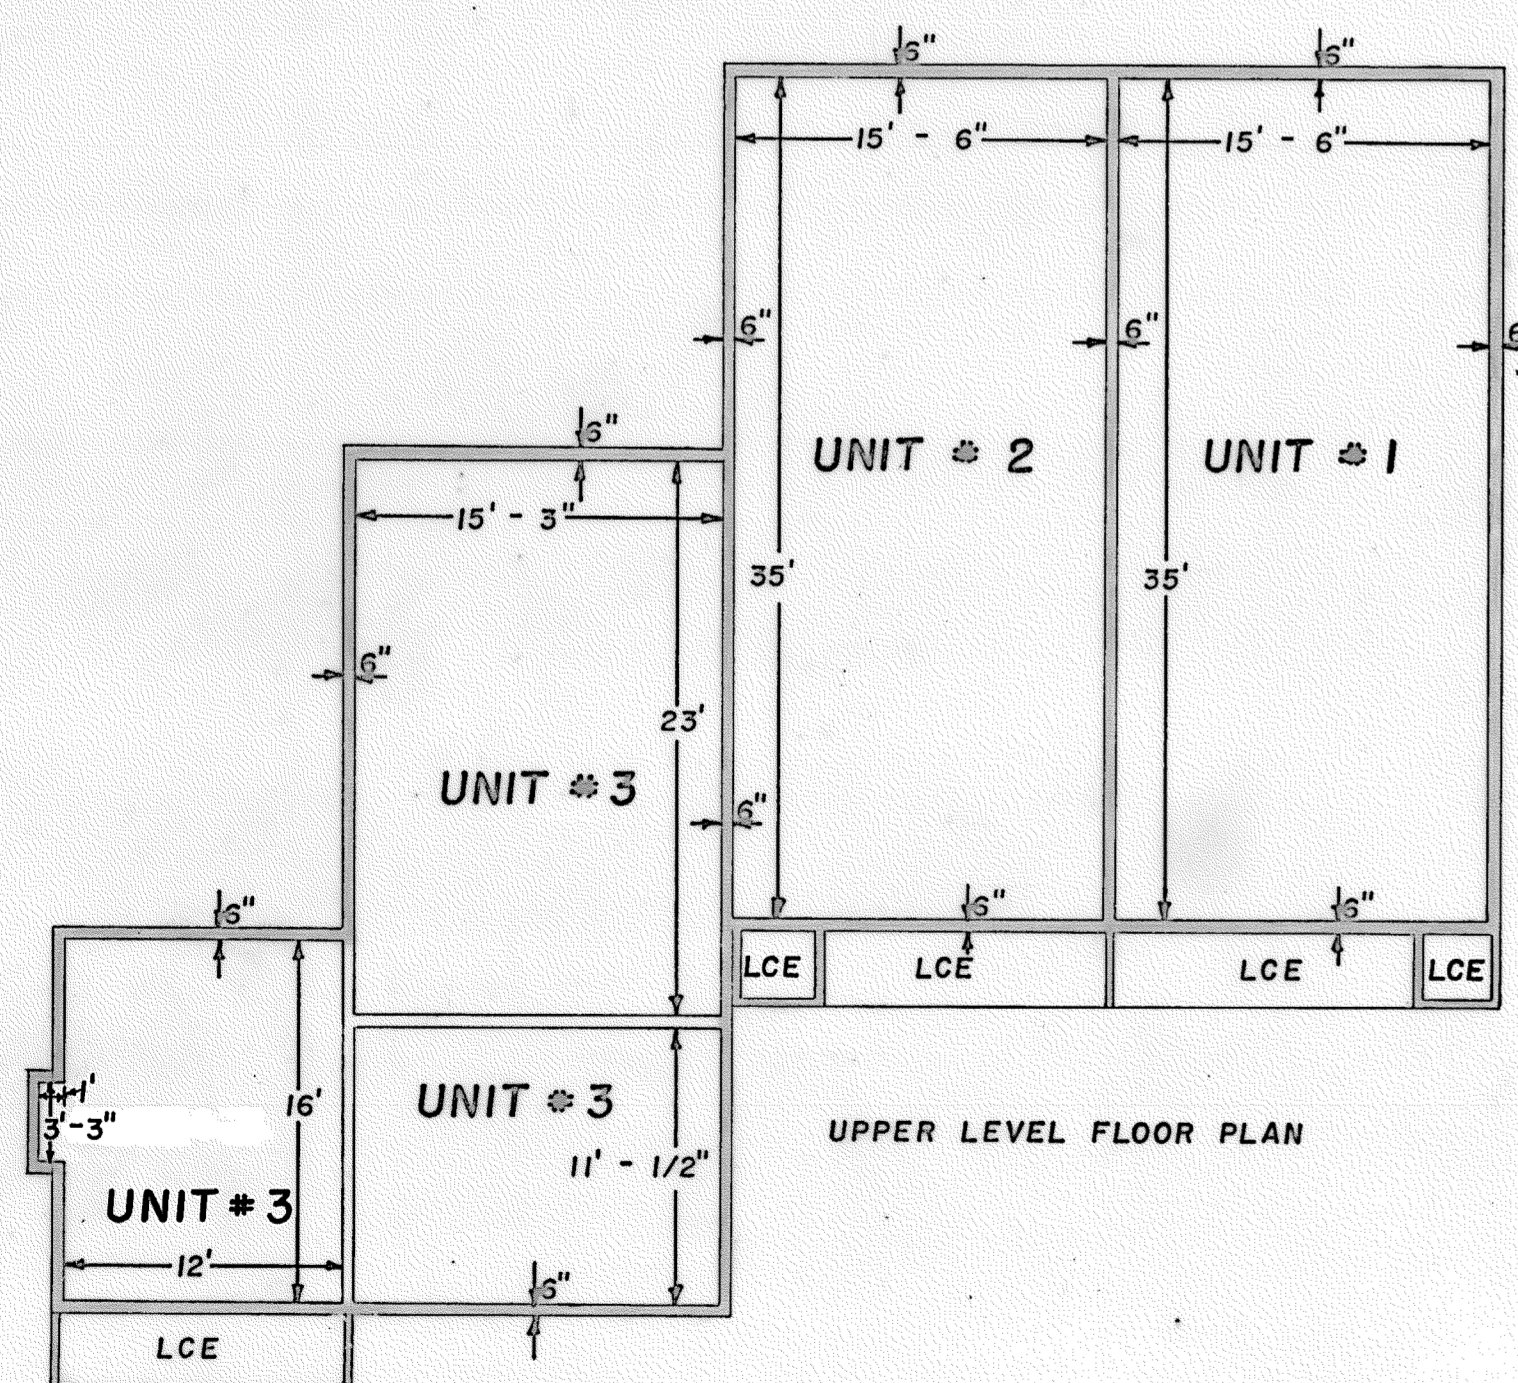 6" 6"
15' - 6" 15' - 6"
6" 6" 6
6"
UNIT # 2 UNIT # 1
15' - 3"
35' 35'
6"
23'
UNIT # 3
6"
6" 6" 6"
LCE LCE LCE LCE
1'
3'-3"
16'
UNIT # 3
UPPER LEVEL FLOOR PLAN
11' - 1/2"
UNIT # 3
12'
6"
LCE